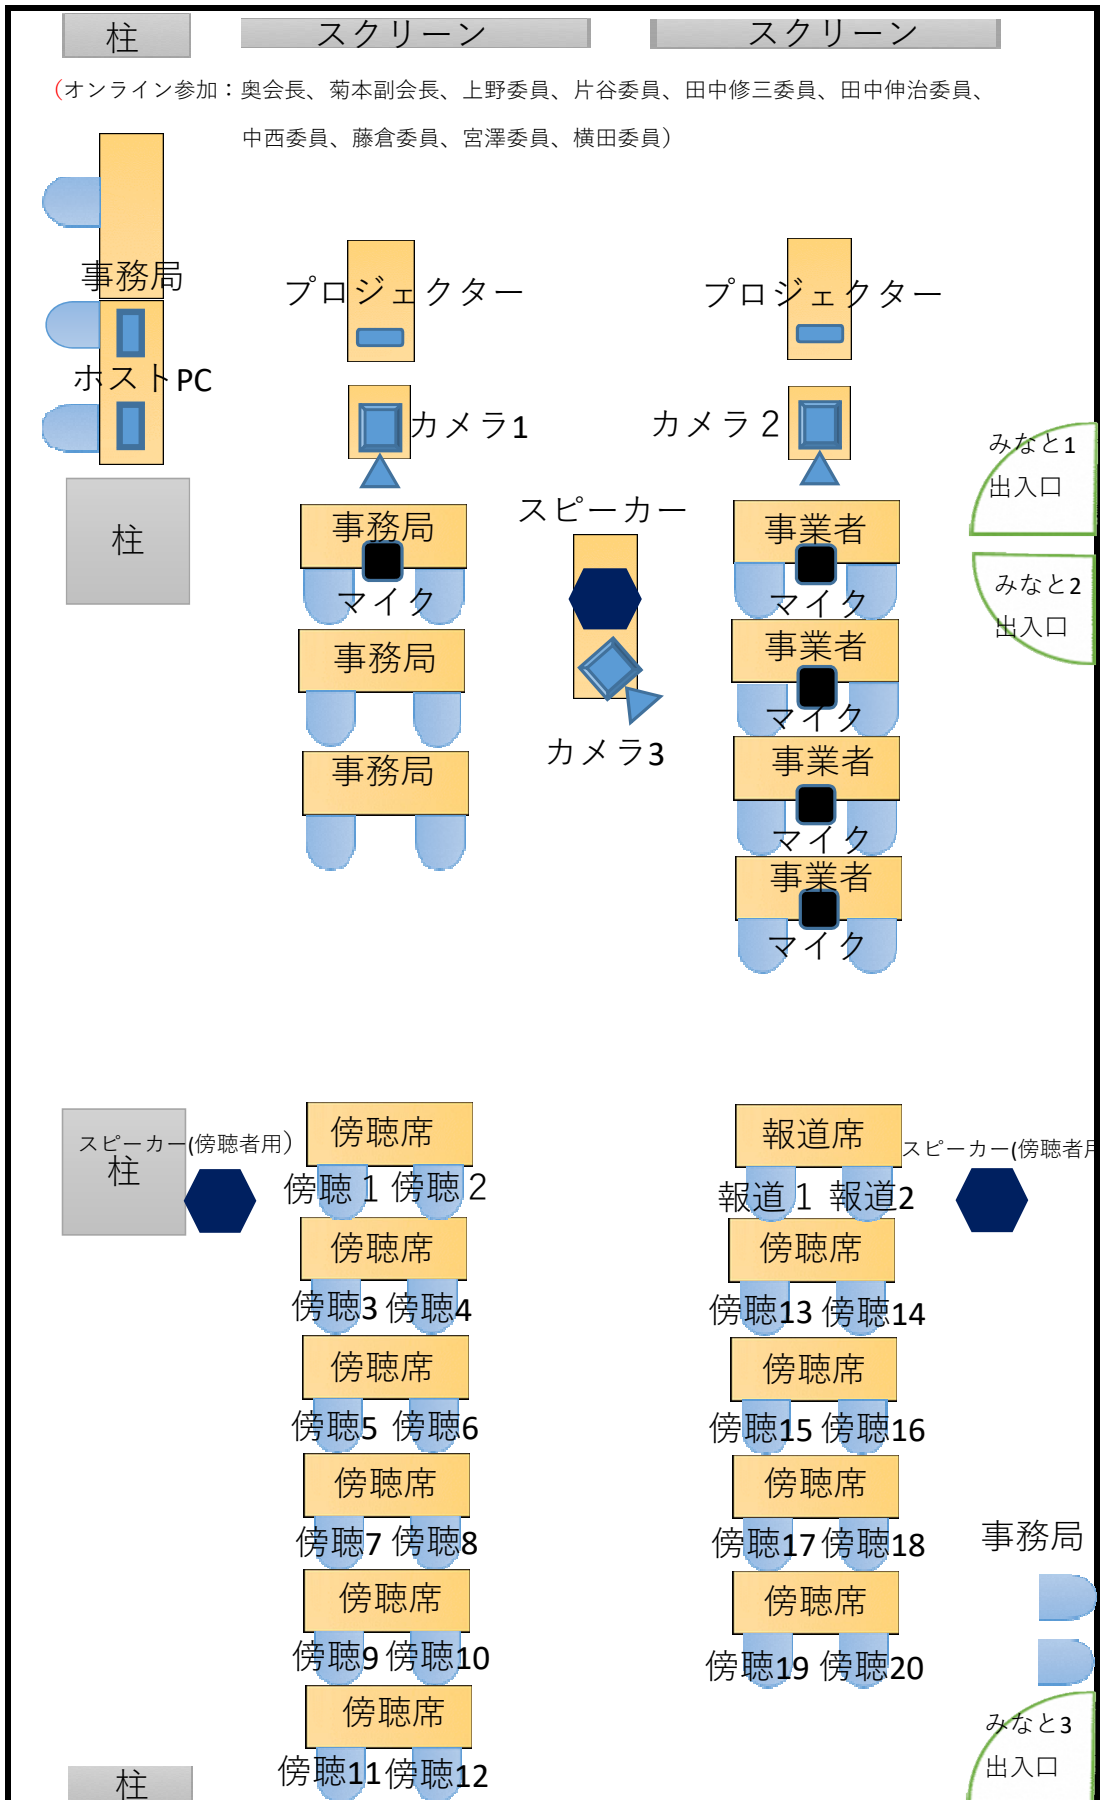 柱
スクリーン
スクリーン
(オンライン参加：奥会長、菊本副会長、上野委員、片谷委員、田中修三委員、田中伸治委員、
中西委員、藤倉委員、宮澤委員、横田委員)
事務局
プロジェクター
プロジェクター
ホストPC
カメラ1
カメラ２
みなと1
出入口
柱
スピーカー
事務局
マイク
事業者
マイク
みなと2
出入口
事務局
事業者
マイク
カメラ3
事務局
事業者
マイク
事業者
マイク
スピーカー(傍聴者用)
柱
傍聴席
傍聴１ 傍聴２
報道席
報道１ 報道2
スピーカー(傍聴者用
傍聴席
傍聴3 傍聴4
傍聴席
傍聴13 傍聴14
傍聴席
傍聴5 傍聴6
傍聴席
傍聴15 傍聴16
傍聴席
傍聴7 傍聴8
傍聴席
傍聴17 傍聴18
事務局
傍聴席
傍聴9 傍聴10
傍聴席
傍聴19 傍聴20
傍聴席
傍聴11 傍聴12
みなと3
出入口
柱